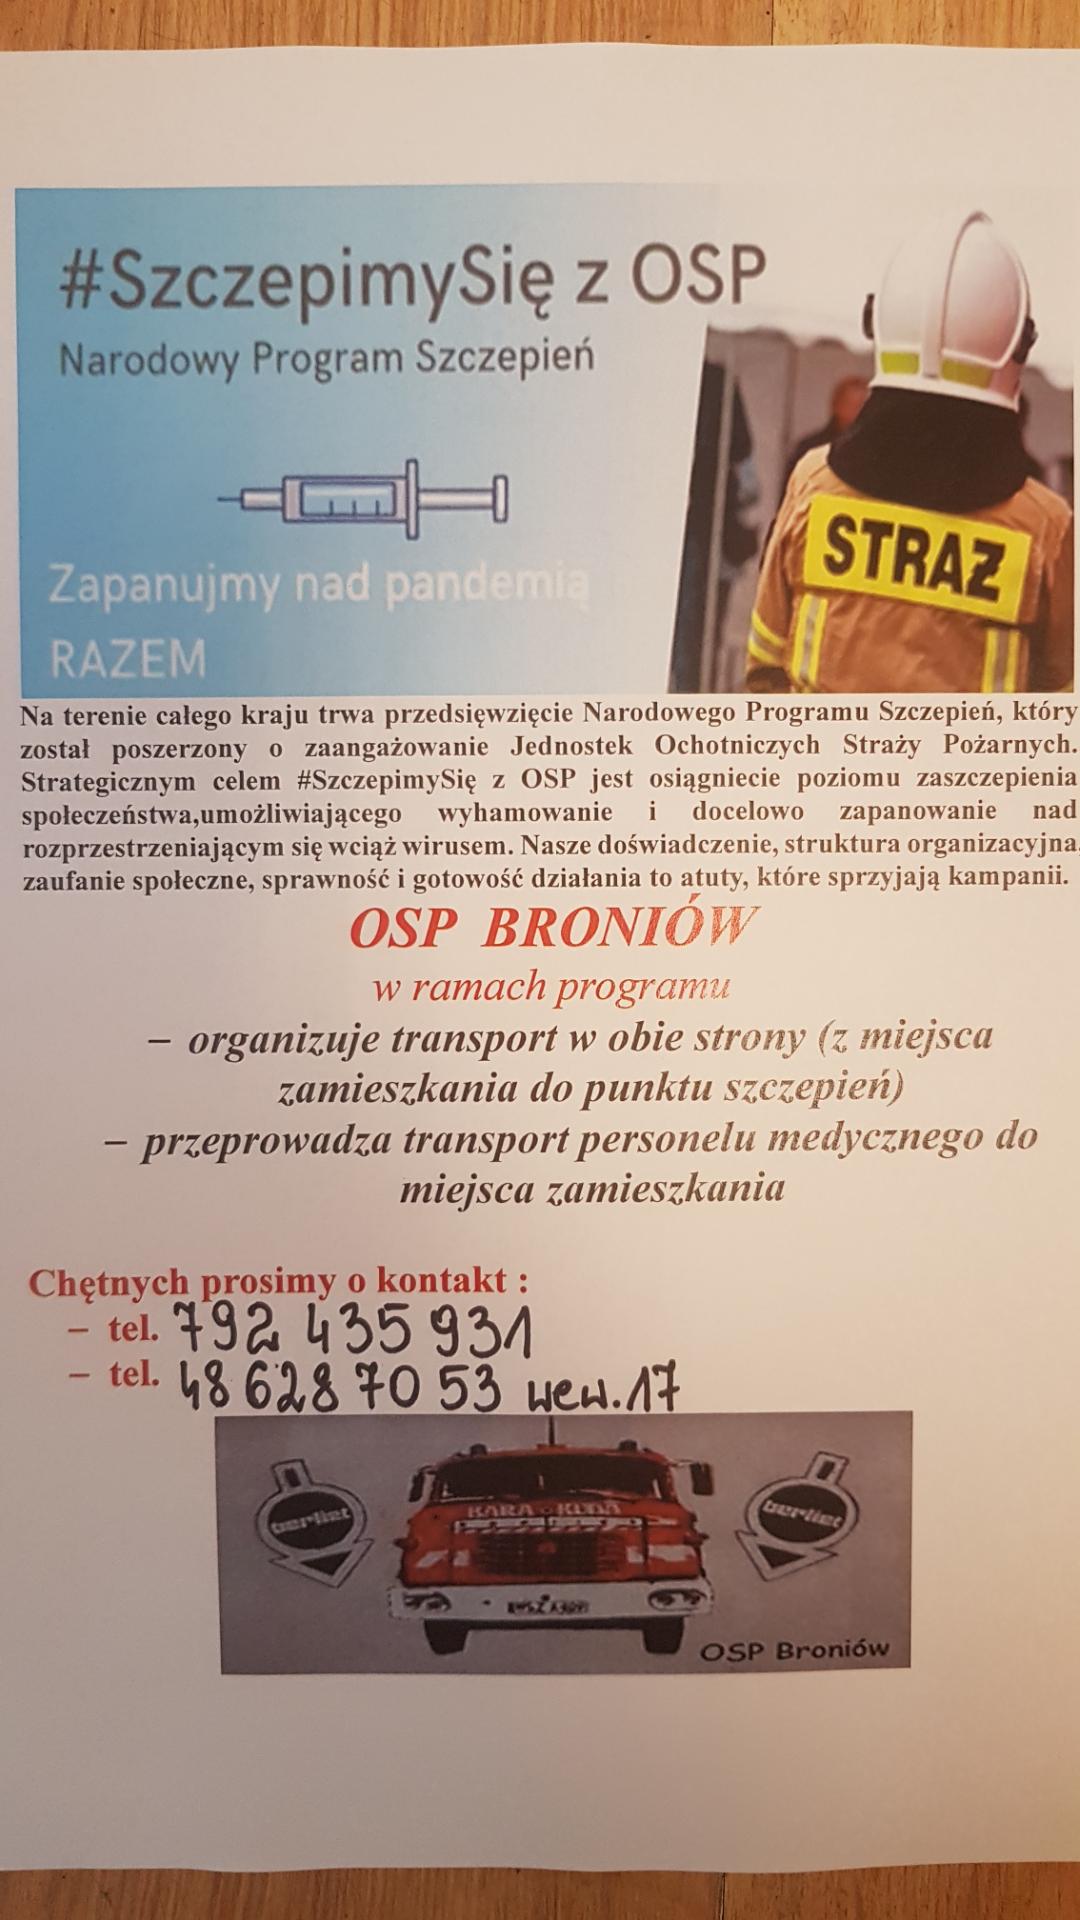 #SzczepimySię z OSP
Narodowy Program Szczepień
Zapanujmy nad pandemią
RAZEM
STRAŻ
Na terenie całego kraju trwa przedsięwzięcie Narodowego Programu Szczepień, który
został poszerzony o zaangażowanie Jednostek Ochotniczych Straży Pożarnych.
Strategicznym celem #SzczepimySię z OSP jest osiągniecie poziomu zaszczepienia
społeczeństwa,umożliwiającego wyhamowanie i docelowo zapanowanie nad
rozprzestrzeniającym się wciąż wirusem. Nasze doświadczenie, struktura organizacyjna,
zaufanie społeczne, sprawność i gotowość działania to atuty, które sprzyjają kampanii.
OSP BRONIÓW
w ramach programu
– organizuje transport w obie strony (z miejsca
zamieszkania do punktu szczepień)
– przeprowadza transport personelu medycznego do
miejsca zamieszkania
Chętnych prosimy o kontakt :
– tel. 792 435 931
– tel. 48 628 70 53 wew. 17
berliet
KARA
berliet
OSP Broniów